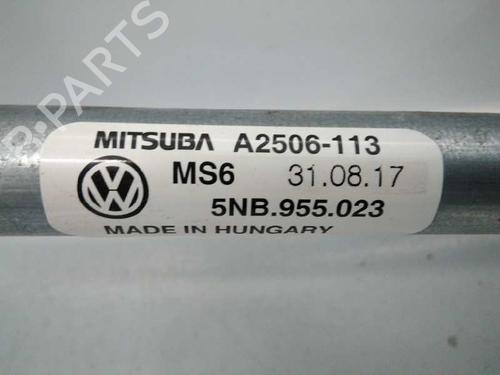 B-PARTS
MITSUBA A2506-113
MS6 31.08.17
5NB.955.023
MADE IN HUNGARY